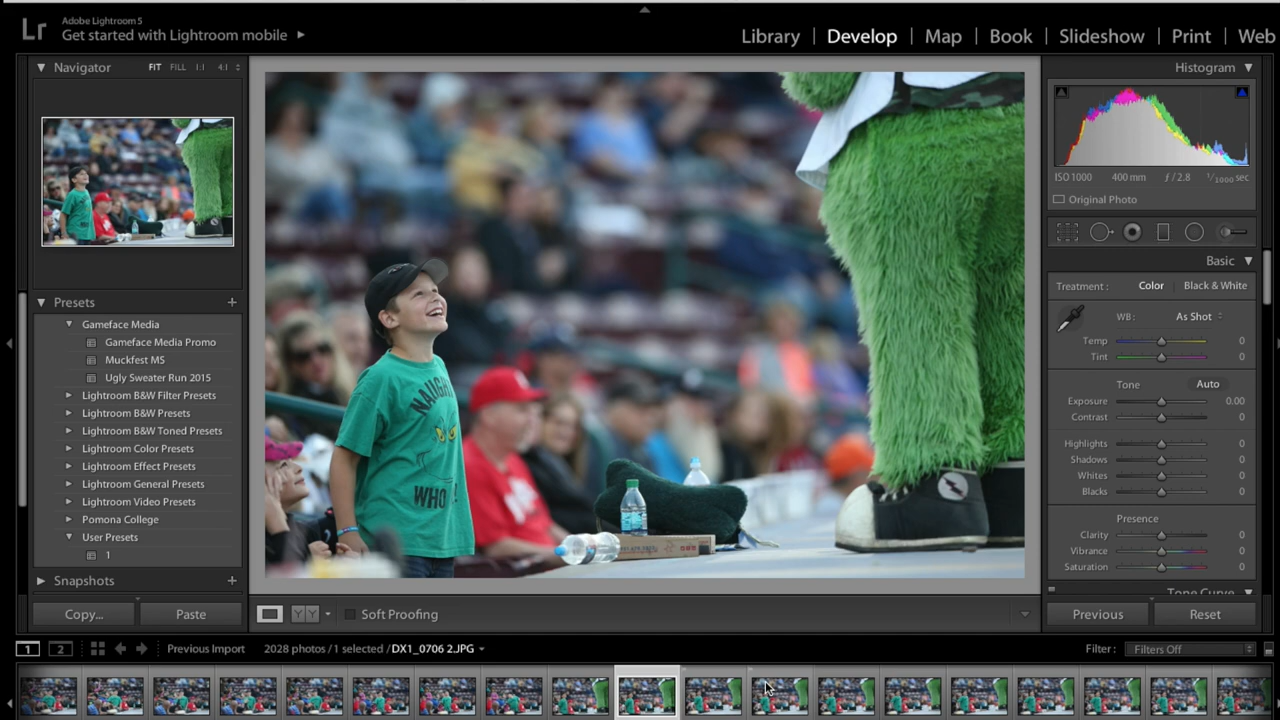 Lr
Adobe Lightroom 5
Get started with Lightroom mobile
Library | Develop | Map | Book | Slideshow | Print | Web
Navigator FIT FILL 1:1 4:1
Histogram
ISO 1000 400 mm ƒ / 2.8 1/1000 sec
Original Photo
Basic
Treatment : Color Black & White
WB: As Shot
Temp 0
Tint 0
Tone Auto
Exposure 0.00
Contrast 0
Highlights 0
Shadows 0
Whites 0
Blacks 0
Presence
Clarity 0
Vibrance 0
Saturation 0
Tone Curve
Previous Reset
Presets +
Gameface Media
Gameface Media Promo
Muckfest MS
Ugly Sweater Run 2015
Lightroom B&W Filter Presets
Lightroom B&W Presets
Lightroom B&W Toned Presets
Lightroom Color Presets
Lightroom Effect Presets
Lightroom General Presets
Lightroom Video Presets
Pomona College
User Presets
1
Snapshots +
Copy... Paste
NAUGH
WHO
YY Soft Proofing
1 2 Previous Import 2028 photos / 1 selected / DX1_0706 2.JPG Filter : Filters Off